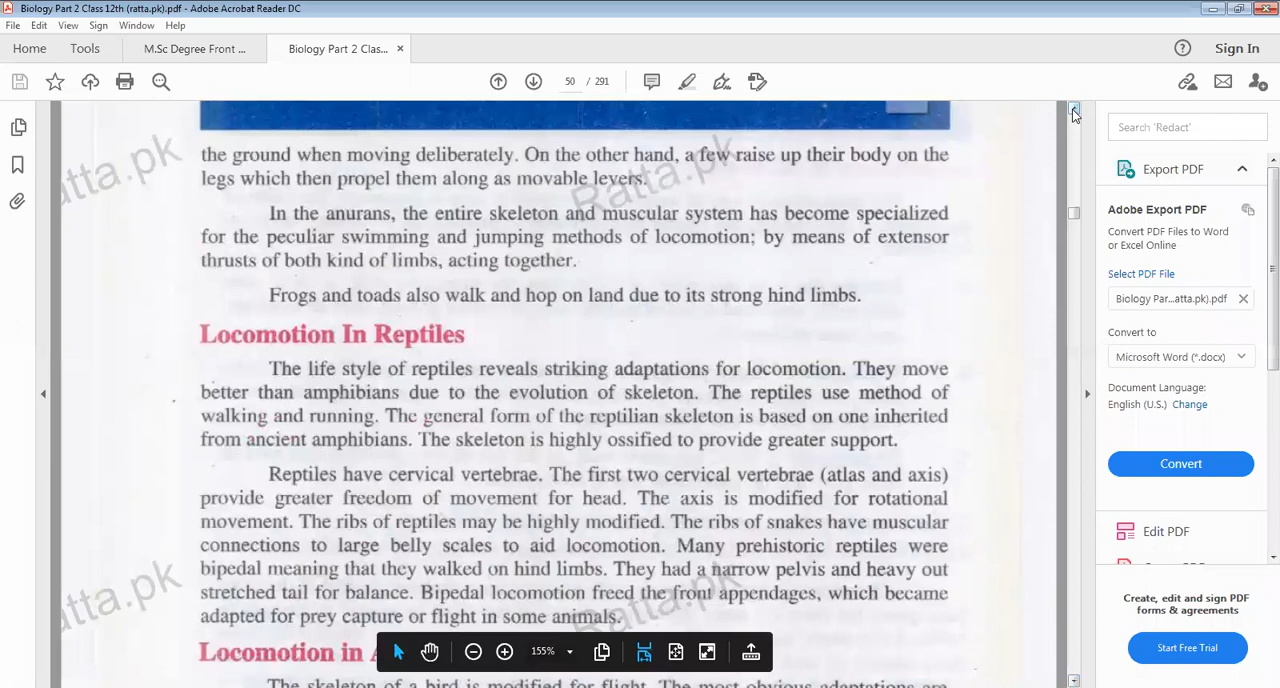 Biology Part 2 Class 12th (ratta.pk).pdf - Adobe Acrobat Reader DC
File Edit View Sign Window Help
Home Tools M.Sc Degree Front ... Biology Part 2 Clas... × Sign In
50 / 291
the ground when moving deliberately. On the other hand, a few raise up their body on the
legs which then propel them along as movable levers.
In the anurans, the entire skeleton and muscular system has become specialized
for the peculiar swimming and jumping methods of locomotion; by means of extensor
thrusts of both kind of limbs, acting together.
Frogs and toads also walk and hop on land due to its strong hind limbs.
Locomotion In Reptiles
The life style of reptiles reveals striking adaptations for locomotion. They move
better than amphibians due to the evolution of skeleton. The reptiles use method of
walking and running. The general form of the reptilian skeleton is based on one inherited
from ancient amphibians. The skeleton is highly ossified to provide greater support.
Reptiles have cervical vertebrae. The first two cervical vertebrae (atlas and axis)
provide greater freedom of movement for head. The axis is modified for rotational
movement. The ribs of reptiles may be highly modified. The ribs of snakes have muscular
connections to large belly scales to aid locomotion. Many prehistoric reptiles were
bipedal meaning that they walked on hind limbs. They had a narrow pelvis and heavy out
stretched tail for balance. Bipedal locomotion freed the front appendages, which became
adapted for prey capture or flight in some animals.
Locomotion in
The skeleton of a bird is modified for flight. The most obvious adaptations are
atta.pk
Ratta.pk
atta.pk
Ratta.pk
155%
Search 'Redact'
Export PDF
Adobe Export PDF
Convert PDF Files to Word
or Excel Online
Select PDF File
Biology Par...atta.pk).pdf ×
Convert to
Microsoft Word (*.docx)
Document Language:
English (U.S.) Change
Convert
Edit PDF
Create, edit and sign PDF
forms & agreements
Start Free Trial